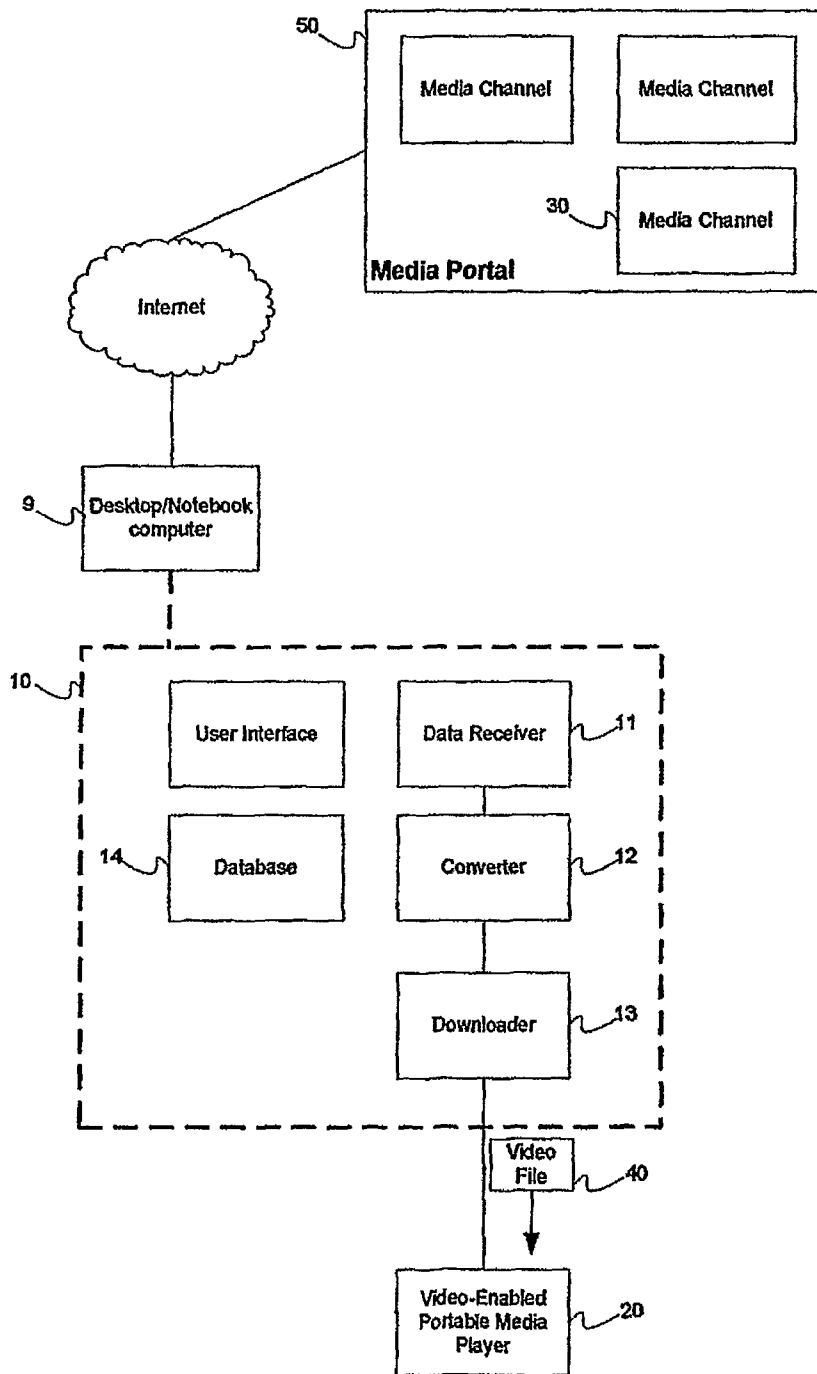 50
Media Channel
Media Channel
30
Media Channel
Media Portal
Internet
9
Desktop/Notebook
computer
10
User Interface
Data Receiver
11
14
Database
Converter
12
Downloader
13
Video
File
40
Video-Enabled
Portable Media
Player
20